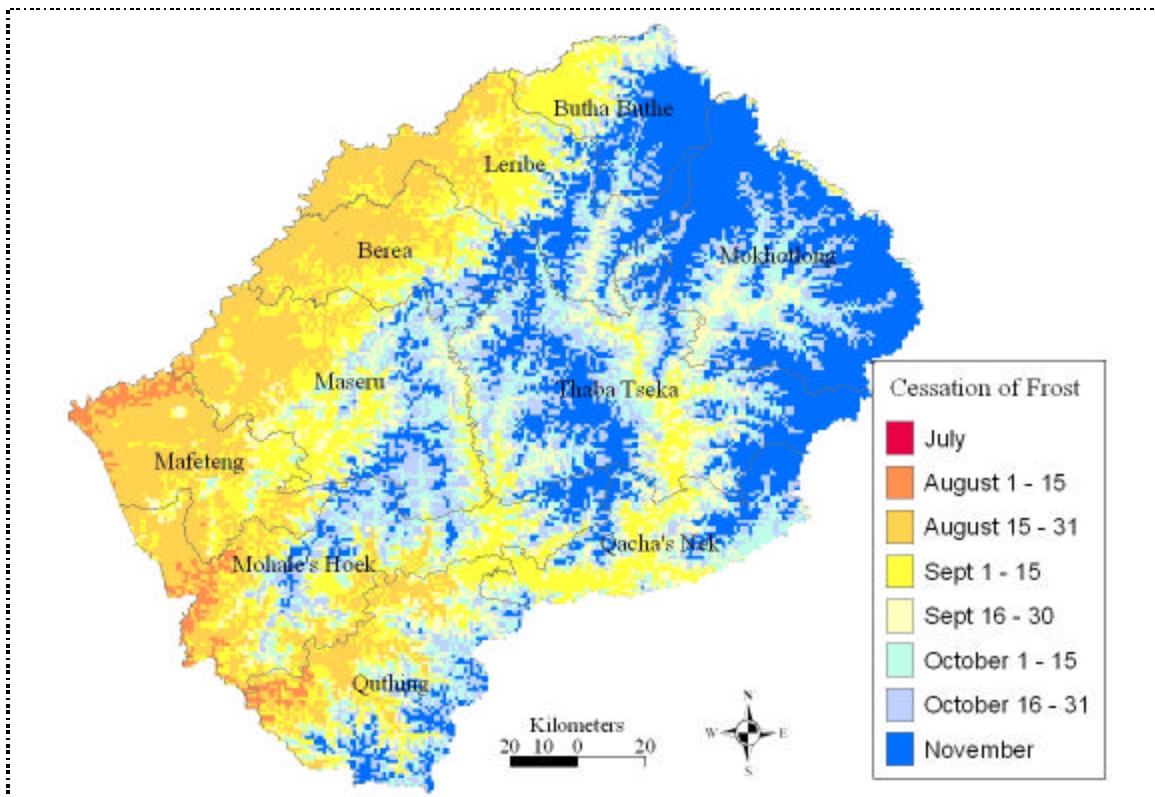 Butha Buthe
Leribe
Berea
Mokhotlong
Maseru
Thaba Tseka
Mafeteng
Qacha's Nek
Mohale's Hoek
Quthing
Cessation of Frost
July
August 1 - 15
August 15 - 31
Sept 1 - 15
Sept 16 - 30
October 1 - 15
October 16 - 31
November
Kilometers
20 10 0 20
N
W E
S